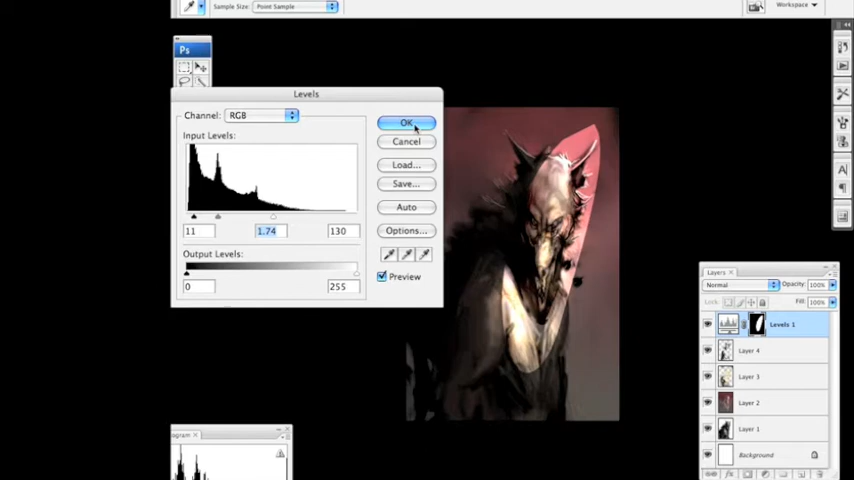 Sample Size: Point Sample
Workspace
Ps
Levels
Channel: RGB
OK
Cancel
Input Levels:
Load...
Save...
Auto
11 1.74 130
Options...
Output Levels:
Preview
0 255
Layers
Normal Opacity: 100%
Lock: Fill: 100%
Levels 1
Layer 4
Layer 3
Layer 2
Layer 1
Background